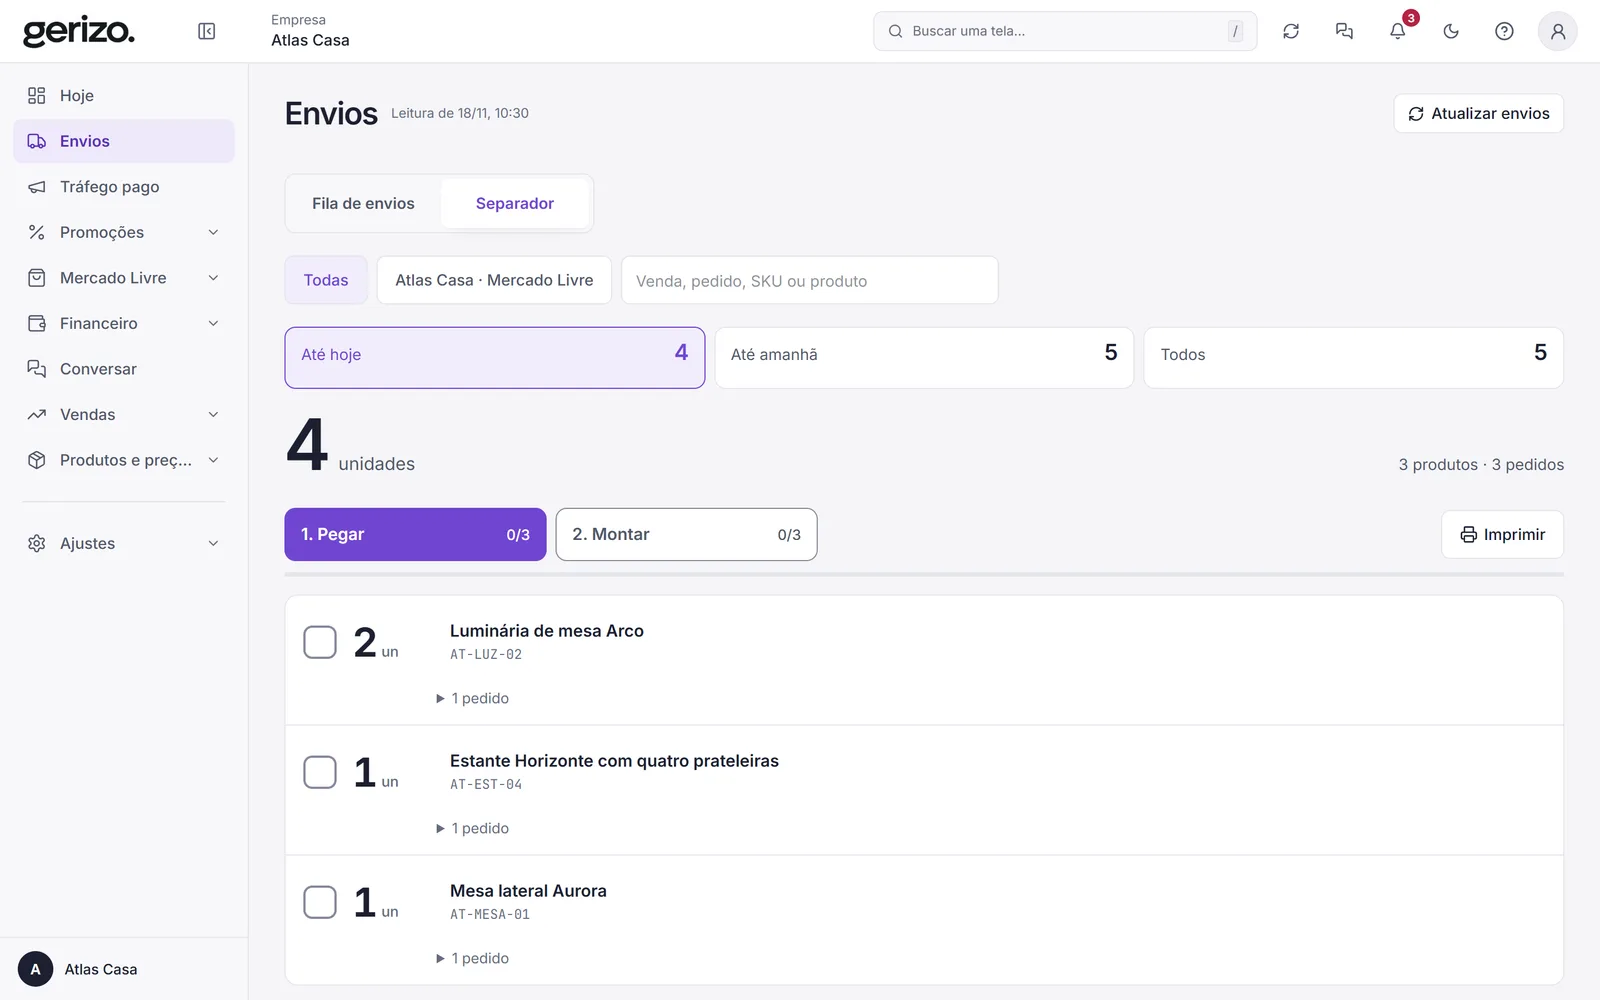 gerizo.
Empresa
Atlas Casa
Buscar uma tela...
/
3
Hoje
Envios
Tráfego pago
Promoções
Mercado Livre
Financeiro
Conversar
Vendas
Produtos e preç...
Ajustes
A
Atlas Casa
Envios
Leitura de 18/11, 10:30
Atualizar envios
Fila de envios
Separador
Todas
Atlas Casa · Mercado Livre
Venda, pedido, SKU ou produto
Até hoje
4
Até amanhã
5
Todos
5
4 unidades
3 produtos · 3 pedidos
1. Pegar
0/3
2. Montar
0/3
Imprimir
2 un
Luminária de mesa Arco
AT-LUZ-02
1 pedido
1 un
Estante Horizonte com quatro prateleiras
AT-EST-04
1 pedido
1 un
Mesa lateral Aurora
AT-MESA-01
1 pedido